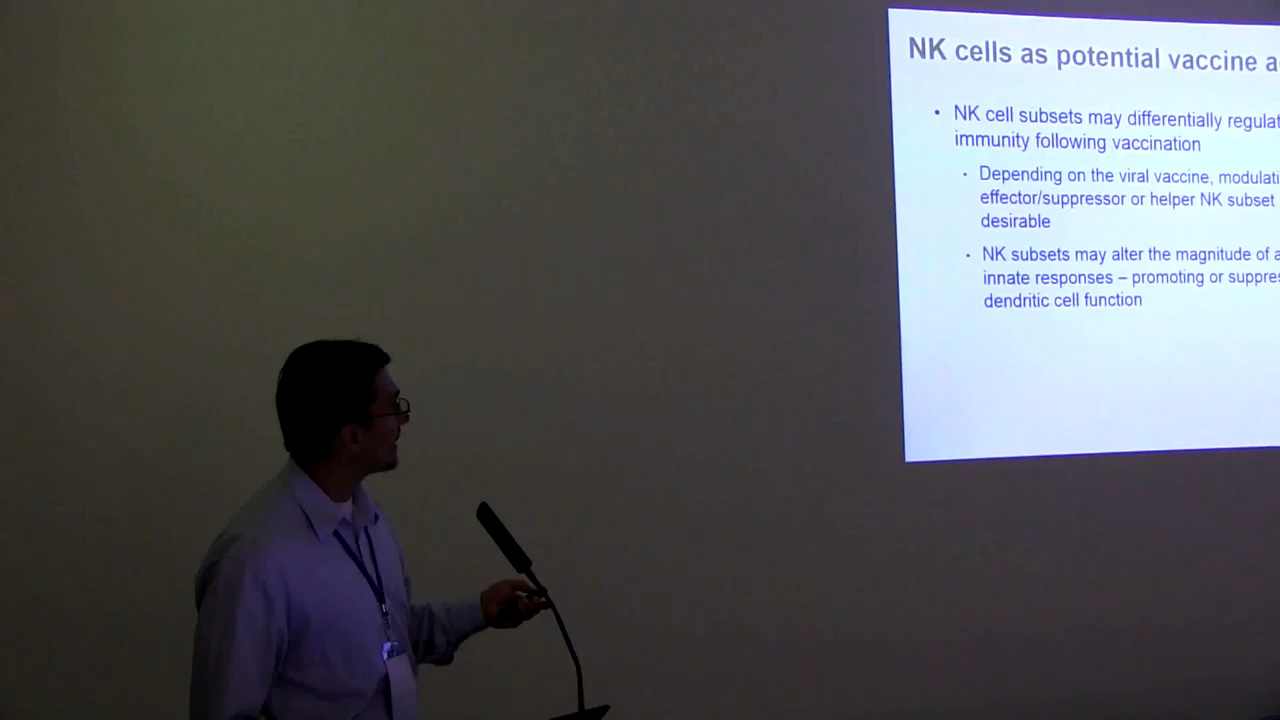 NK cells as potential vaccine a
• NK cell subsets may differentially regulat
immunity following vaccination
• Depending on the viral vaccine, modulati
effector/suppressor or helper NK subset
desirable
• NK subsets may alter the magnitude of a
innate responses – promoting or suppres
dendritic cell function